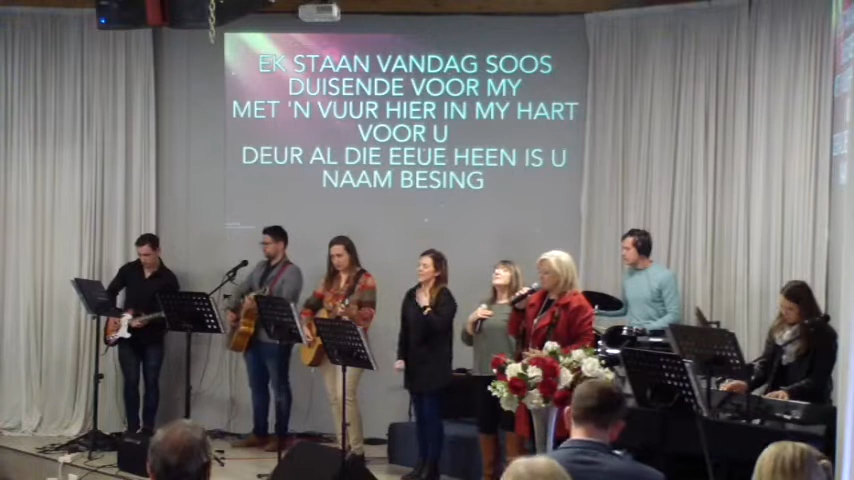 EK STAAN VANDAG SOOS
DUISENDE VOOR MY
MET 'N VUUR HIER IN MY HART
VOOR U
DEUR AL DIE EEUE HEEN IS U
NAAM BESING